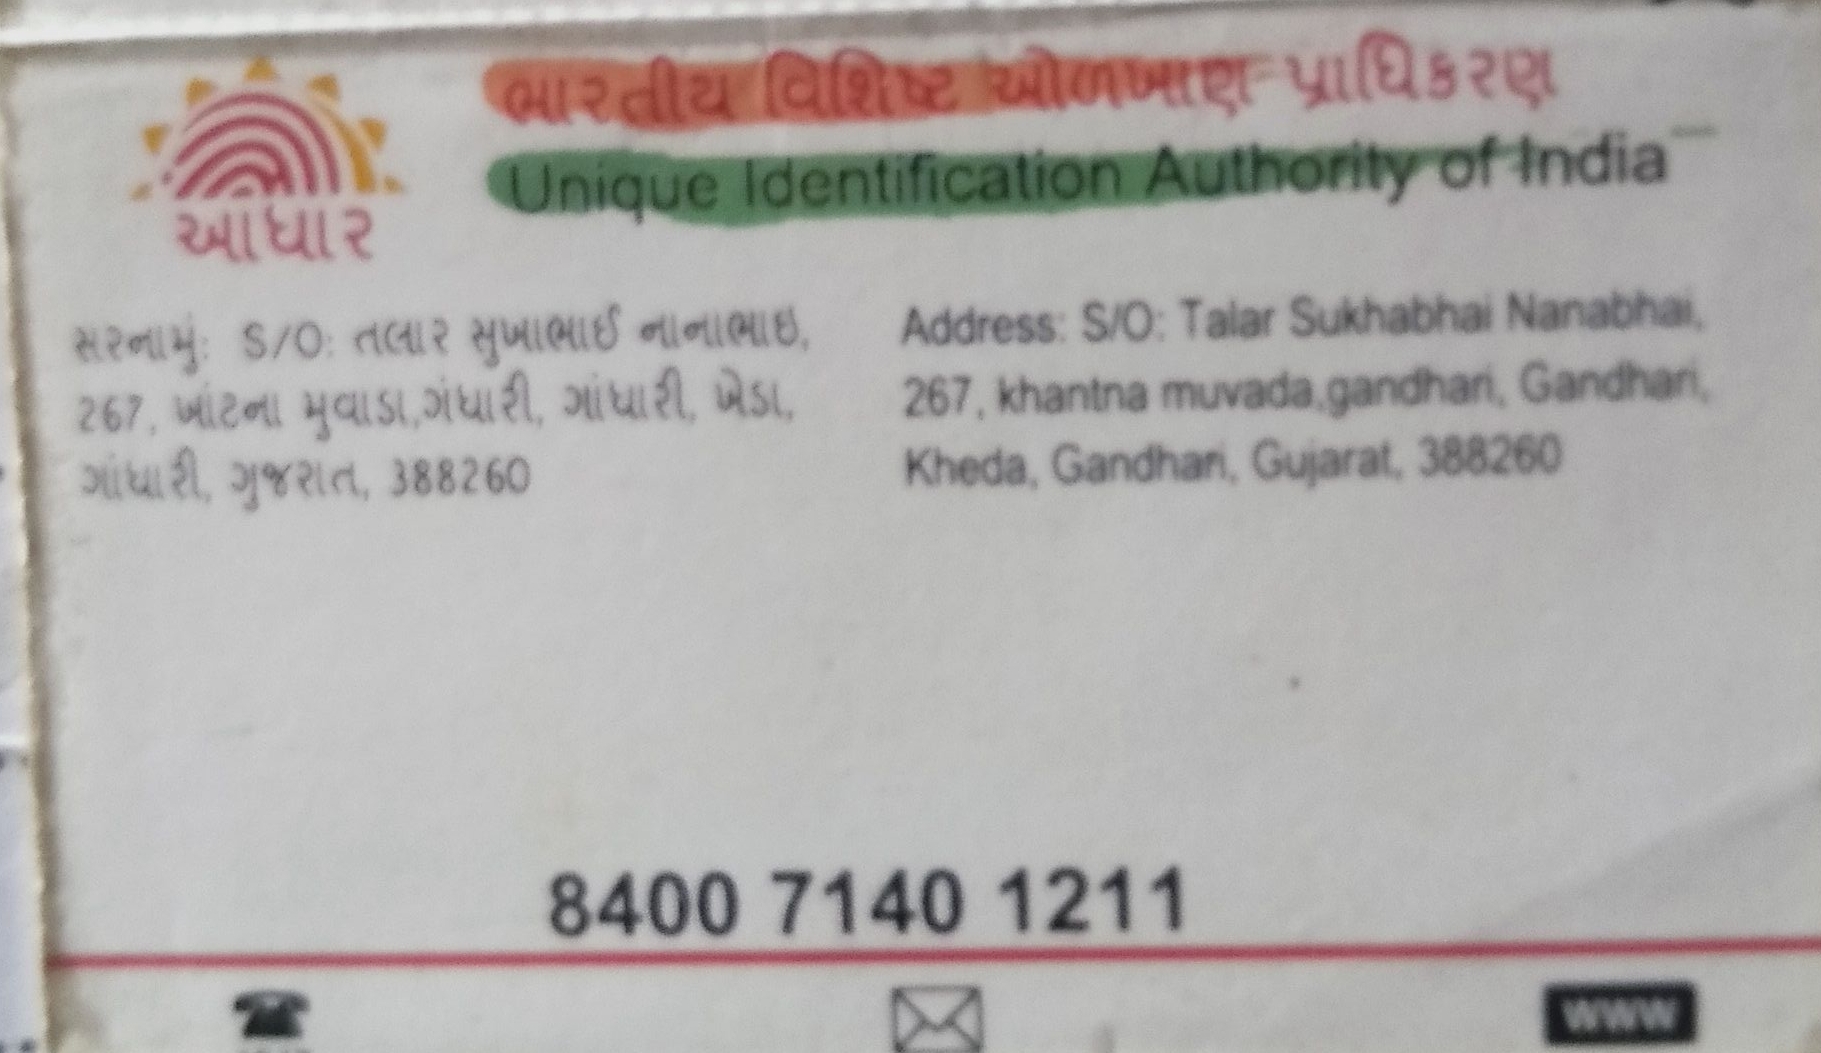 ભારતીય વિશિષ્ટ ઓળખાણ પ્રાધિકરણ
Unique Identification Authority of India
આધાર
સરનામું: S/O: તલાર સુખાભાઈ નાનાભાઇ,
267, ખાંટના મુવાડા,ગંધારી, ગાંધારી, ખેડા,
ગાંધારી, ગુજરાત, 388260
Address: S/O: Talar Sukhabhai Nanabhai,
267, khantna muvada,gandhari, Gandhari,
Kheda, Gandhari, Gujarat, 388260
8400 7140 1211
www